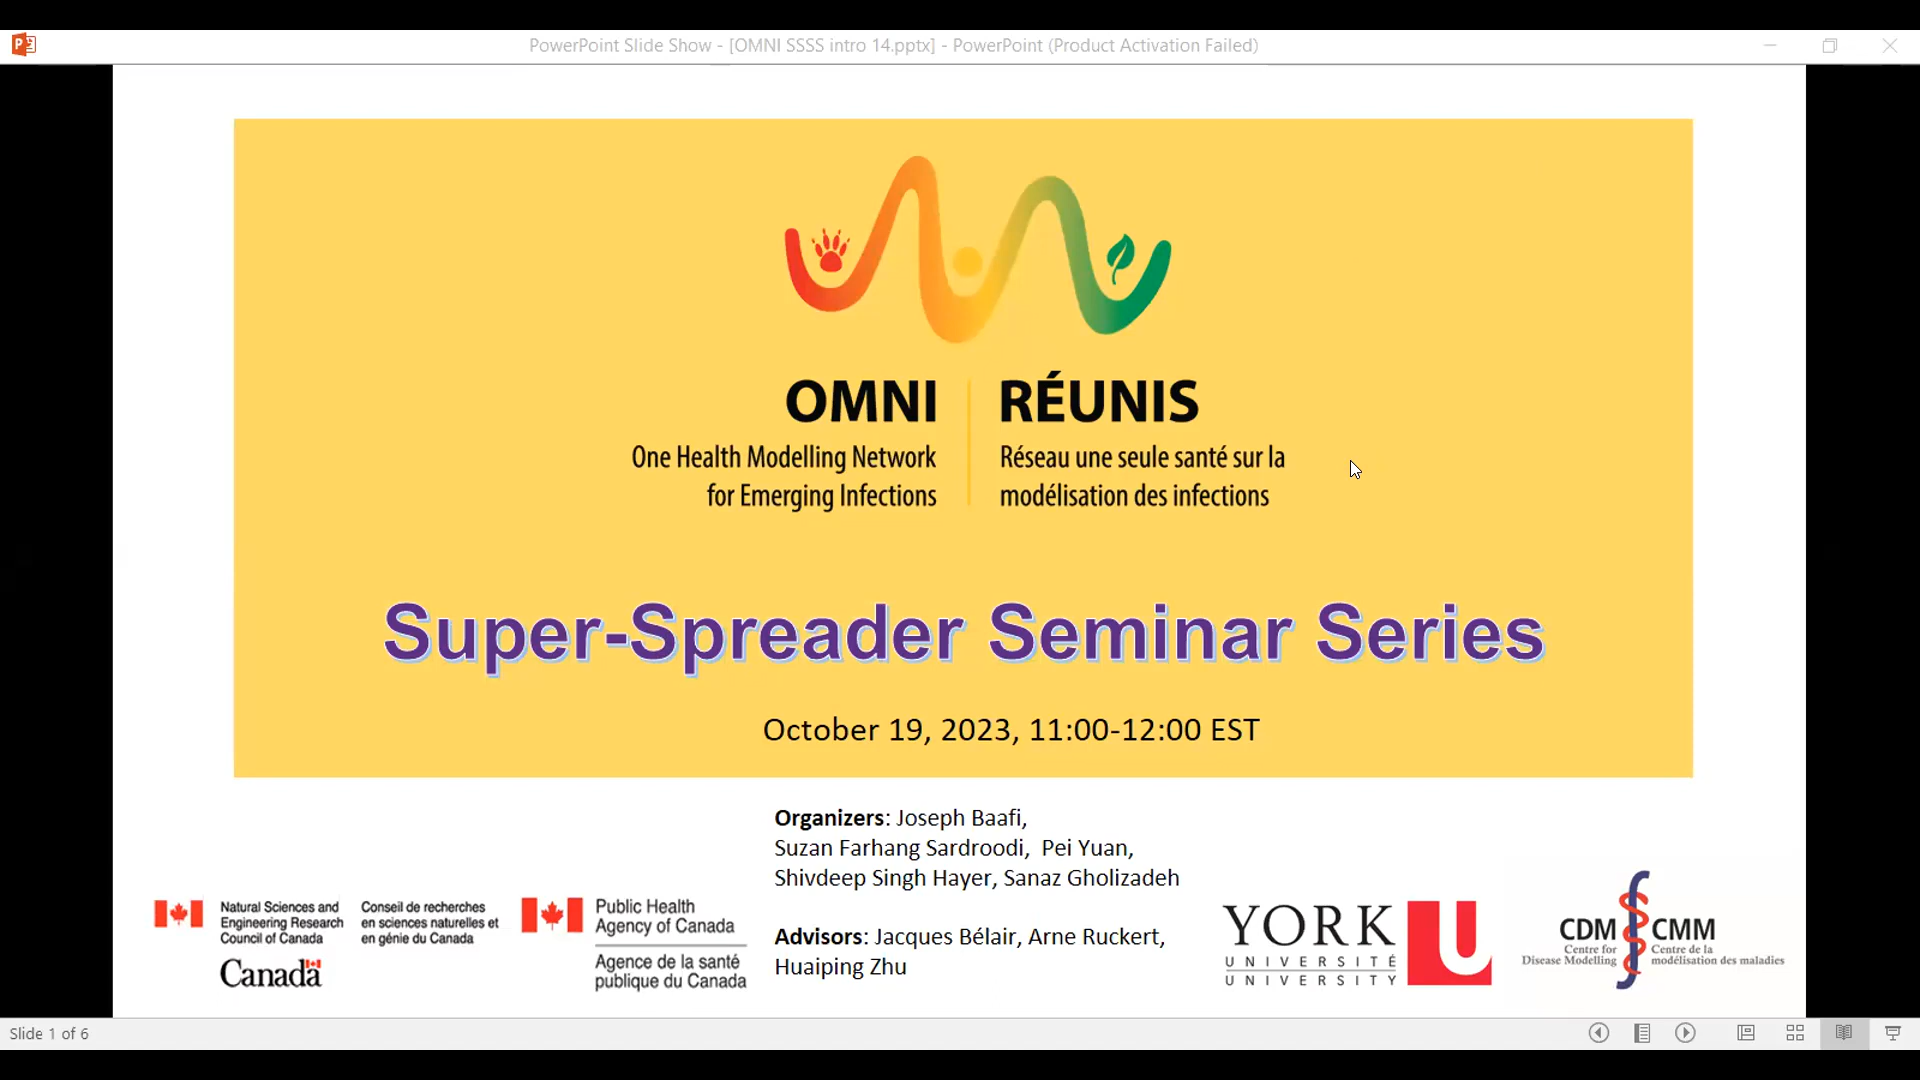 PowerPoint Slide Show - [OMNI SSSS intro 14.pptx] - PowerPoint (Product Activation Failed)
OMNI
One Health Modelling Network
for Emerging Infections
RÉUNIS
Réseau une seule santé sur la
modélisation des infections
Super-Spreader Seminar Series
October 19, 2023, 11:00-12:00 EST
Organizers: Joseph Baafi,
Suzan Farhang Sardroodi, Pei Yuan,
Shivdeep Singh Hayer, Sanaz Gholizadeh
Advisors: Jacques Bélair, Arne Ruckert,
Huaiping Zhu
Natural Sciences and
Engineering Research
Council of Canada
Conseil de recherches
en sciences naturelles et
en génie du Canada
Canada
Public Health
Agency of Canada
Agence de la santé
publique du Canada
YORK
UNIVERSITÉ
UNIVERSITY
U
CDM
Centre for
Disease Modelling
CMM
Centre de la
modélisation des maladies
Slide 1 of 6